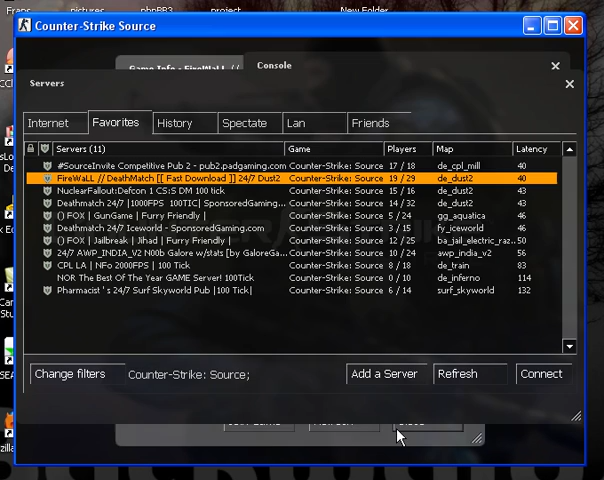 Fraps pictures phpBB3 project New Folder
Counter-Strike Source
Game Info - FireWaLL //
Console
Servers
Internet Favorites History Spectate Lan Friends
Servers (11) Game Players Map Latency
#SourceInvite Competitive Pub 2 - pub2.padgaming.com Counter-Strike: Source 17 / 18 de_cpl_mill 40
FireWaLL // DeathMatch [[ Fast Download ]] 24/7 Dust2 Counter-Strike: Source 19 / 29 de_dust2 40
NuclearFallout:Defcon 1 CS:S DM 100 tick Counter-Strike: Source 15 / 16 de_dust2 43
Deathmatch 24/7 |1000FPS 100TIC| SponsoredGaming.... Counter-Strike: Source 14 / 32 de_dust2 43
() FOX | GunGame | Furry Friendly | Counter-Strike: Source 5 / 24 gg_aquatica 46
Deathmatch 24/7 Iceworld - SponsoredGaming.com Counter-Strike: Source 3 / 15 fy_iceworld 46
() FOX | Jailbreak | Jihad | Furry Friendly | Counter-Strike: Source 12 / 25 ba_jail_electric_raz... 50
24/7 AWP_INDIA_V2 N00b Galore w/stats [by GaloreGa... Counter-Strike: Source 10 / 24 awp_india_v2 56
CPL LA | NFo 2000FPS | 100 Tick Counter-Strike: Source 8 / 18 de_train 83
NOR The Best Of The Year GAME Server! 100Tick Counter-Strike: Source 0 / 10 de_inferno 114
Pharmacist ' s 24/7 Surf Skyworld Pub |100 Tick| Counter-Strike: Source 6 / 14 surf_skyworld 132
Change filters Counter-Strike: Source; Add a Server Refresh Connect